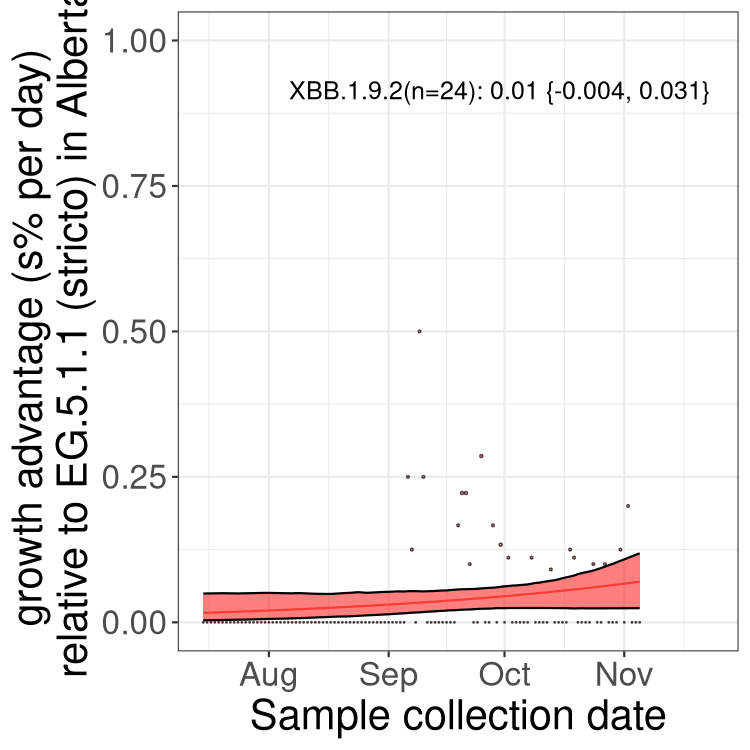 growth advantage (s% per day)
relative to EG.5.1.1 (stricto) in Alberta
1.00
0.75
0.50
0.25
0.00
XBB.1.9.2(n=24): 0.01 {-0.004, 0.031}
Aug Sep Oct Nov
Sample collection date